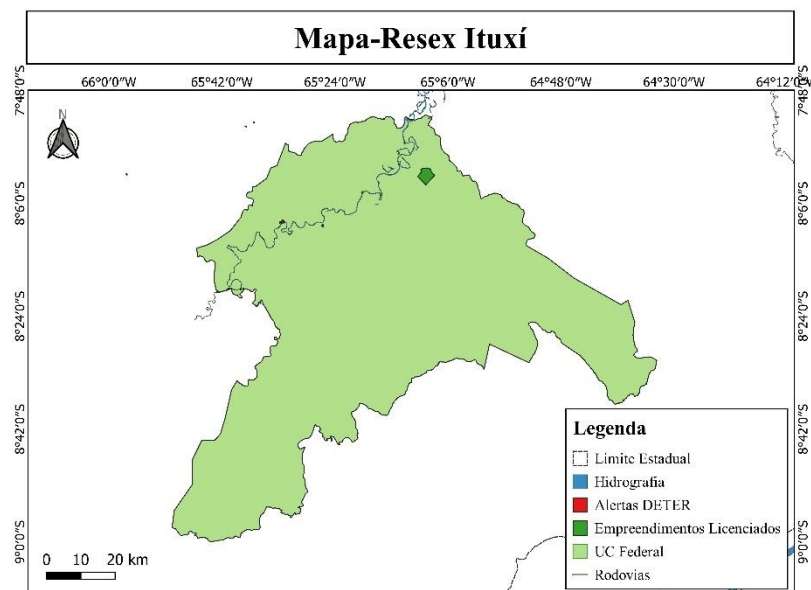 Mapa-Resex Ituxí
66°0'0"W 65°42'0"W 65°24'0"W 65°6'0"W 64°48'0"W 64°30'0"W 64°12'0"W
7°48'0"S 7°48'0"S
N
8°6'0"S 8°6'0"S
8°24'0"S 8°24'0"S
8°42'0"S 8°42'0"S
9°0'0"S 9°0'0"S
Legenda
Limite Estadual
Hidrografia
Alertas DETER
Empreendimentos Licenciados
UC Federal
Rodovias
0 10 20 km